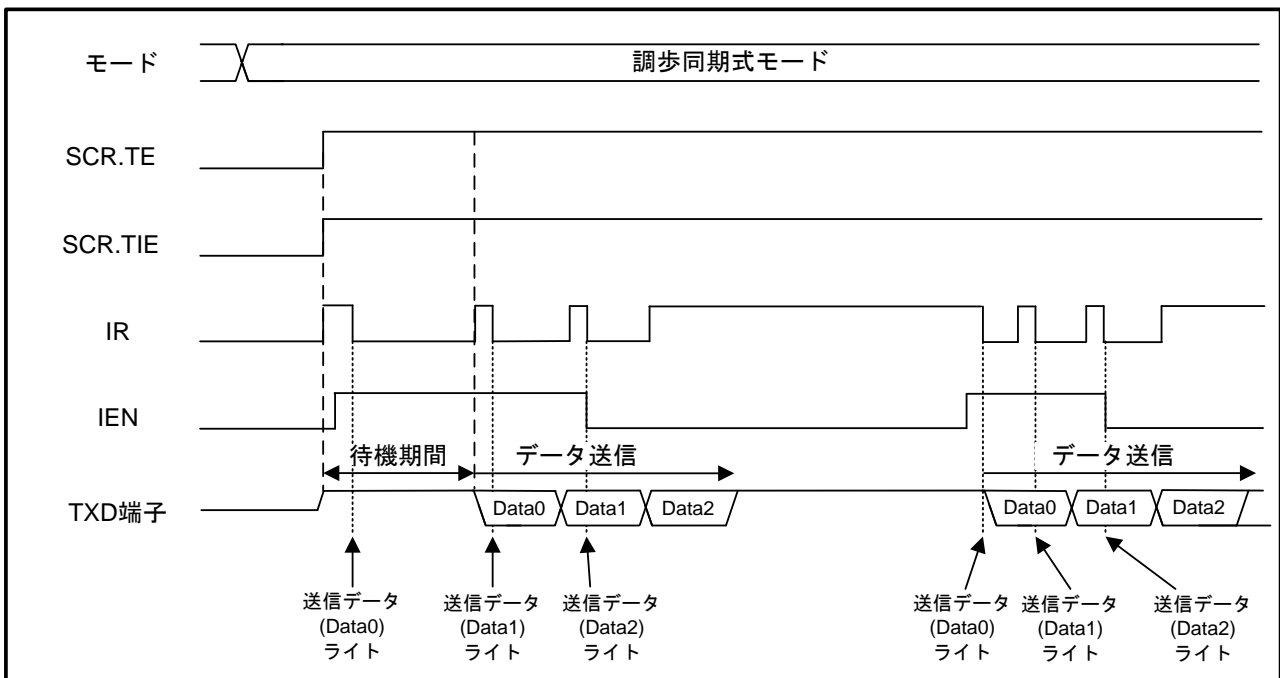 モード
調歩同期式モード
SCR.TE
SCR.TIE
IR
IEN
待機期間
データ送信
データ送信
TXD端子
Data0
Data1
Data2
Data0
Data1
Data2
送信データ
(Data0)
ライト
送信データ
(Data1)
ライト
送信データ
(Data2)
ライト
送信データ
(Data0)
ライト
送信データ
(Data1)
ライト
送信データ
(Data2)
ライト